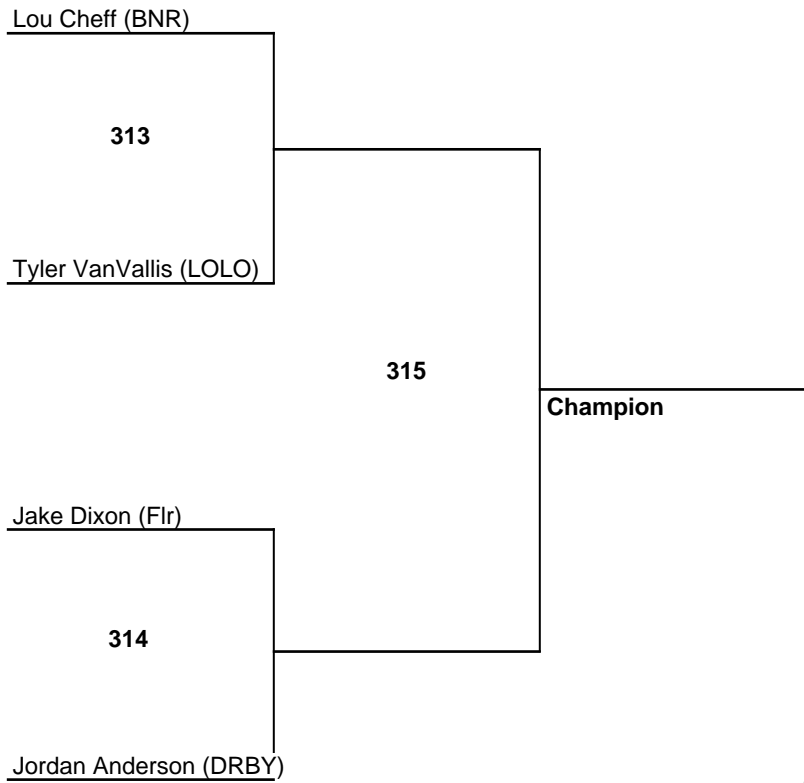 Lou Cheff (BNR)
313
Tyler VanVallis (LOLO)
315
Champion
Jake Dixon (Flr)
314
Jordan Anderson (DRBY)